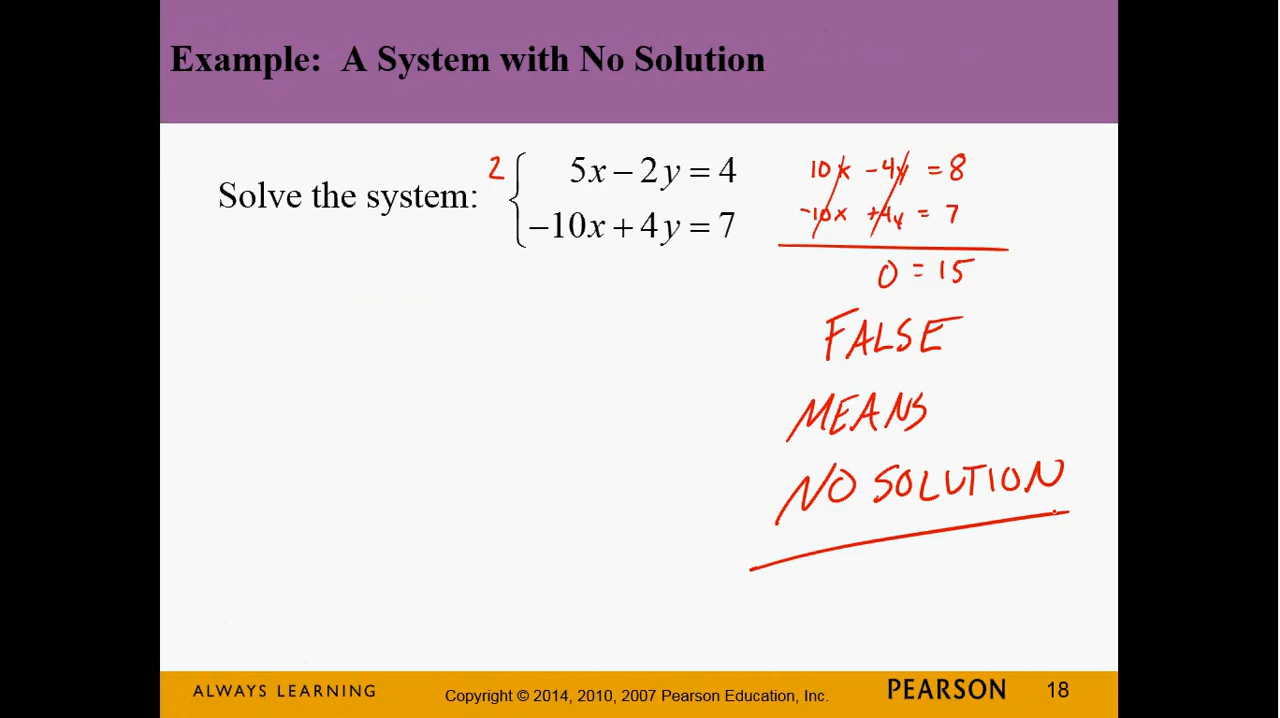 Example: A System with No Solution
Solve the system:
2
5x − 2y = 4
−10x + 4y = 7
10x − 4y = 8
-10x +4y = 7
0 = 15
FALSE
MEANS
NO SOLUTION
ALWAYS LEARNING
Copyright © 2014, 2010, 2007 Pearson Education, Inc.
PEARSON
18